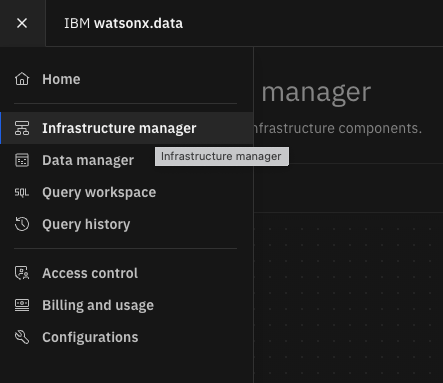 IBM watsonx.data
Home
manager
Infrastructure manager
nfrastructure components.
Data manager
Infrastructure manager
SQL Query workspace
Query history
Access control
Billing and usage
Configurations